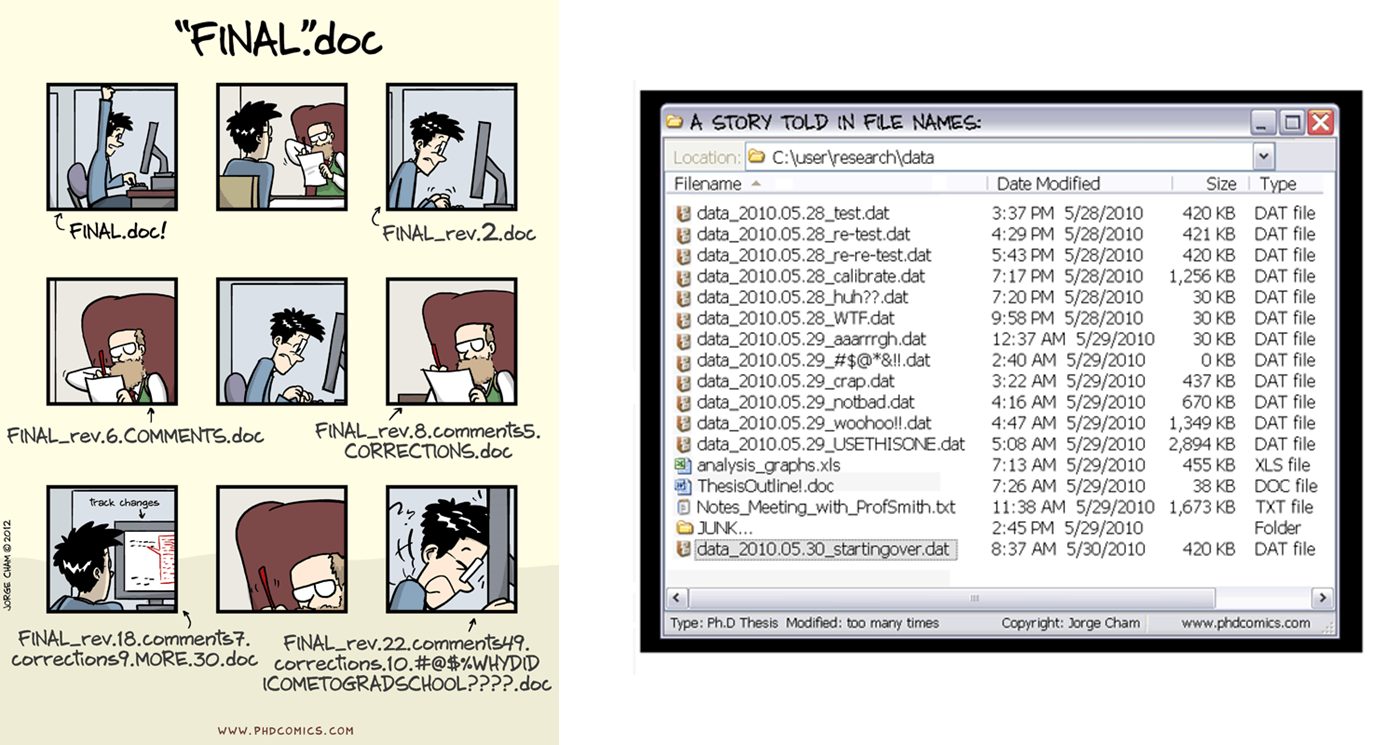 "FINAL".doc
FINAL.doc!
FINAL_rev.2.doc
FINAL_rev.6.COMMENTS.doc
FINAL_rev.8.comments5.
CORRECTIONS.doc
track changes
FINAL_rev.18.comments7.
corrections9.MORE.30.doc
FINAL_rev.22.comments49.
corrections.10.#@$%WHYDID
ICOMETOGRADSCHOOL????.doc
JORGE CHAM © 2012
WWW.PHDCOMICS.COM
A STORY TOLD IN FILE NAMES:
Location: C:\user\research\data
Filename Date Modified Size Type
data_2010.05.28_test.dat 3:37 PM 5/28/2010 420 KB DAT file
data_2010.05.28_re-test.dat 4:29 PM 5/28/2010 421 KB DAT file
data_2010.05.28_re-re-test.dat 5:43 PM 5/28/2010 420 KB DAT file
data_2010.05.28_calibrate.dat 7:17 PM 5/28/2010 1,256 KB DAT file
data_2010.05.28_huh??.dat 7:20 PM 5/28/2010 30 KB DAT file
data_2010.05.28_WTF.dat 9:58 PM 5/28/2010 30 KB DAT file
data_2010.05.29_aaarrrgh.dat 12:37 AM 5/29/2010 30 KB DAT file
data_2010.05.29_#$@*&!!.dat 2:40 AM 5/29/2010 0 KB DAT file
data_2010.05.29_crap.dat 3:22 AM 5/29/2010 437 KB DAT file
data_2010.05.29_notbad.dat 4:16 AM 5/29/2010 670 KB DAT file
data_2010.05.29_woohoo!!.dat 4:47 AM 5/29/2010 1,349 KB DAT file
data_2010.05.29_USETHISONE.dat 5:08 AM 5/29/2010 2,894 KB DAT file
analysis_graphs.xls 7:13 AM 5/29/2010 455 KB XLS file
ThesisOutline!.doc 7:26 AM 5/29/2010 38 KB DOC file
Notes_Meeting_with_ProfSmith.txt 11:38 AM 5/29/2010 1,673 KB TXT file
JUNK... 2:45 PM 5/29/2010 Folder
data_2010.05.30_startingover.dat 8:37 AM 5/30/2010 420 KB DAT file
Type: Ph.D Thesis Modified: too many times Copyright: Jorge Cham www.phdcomics.com